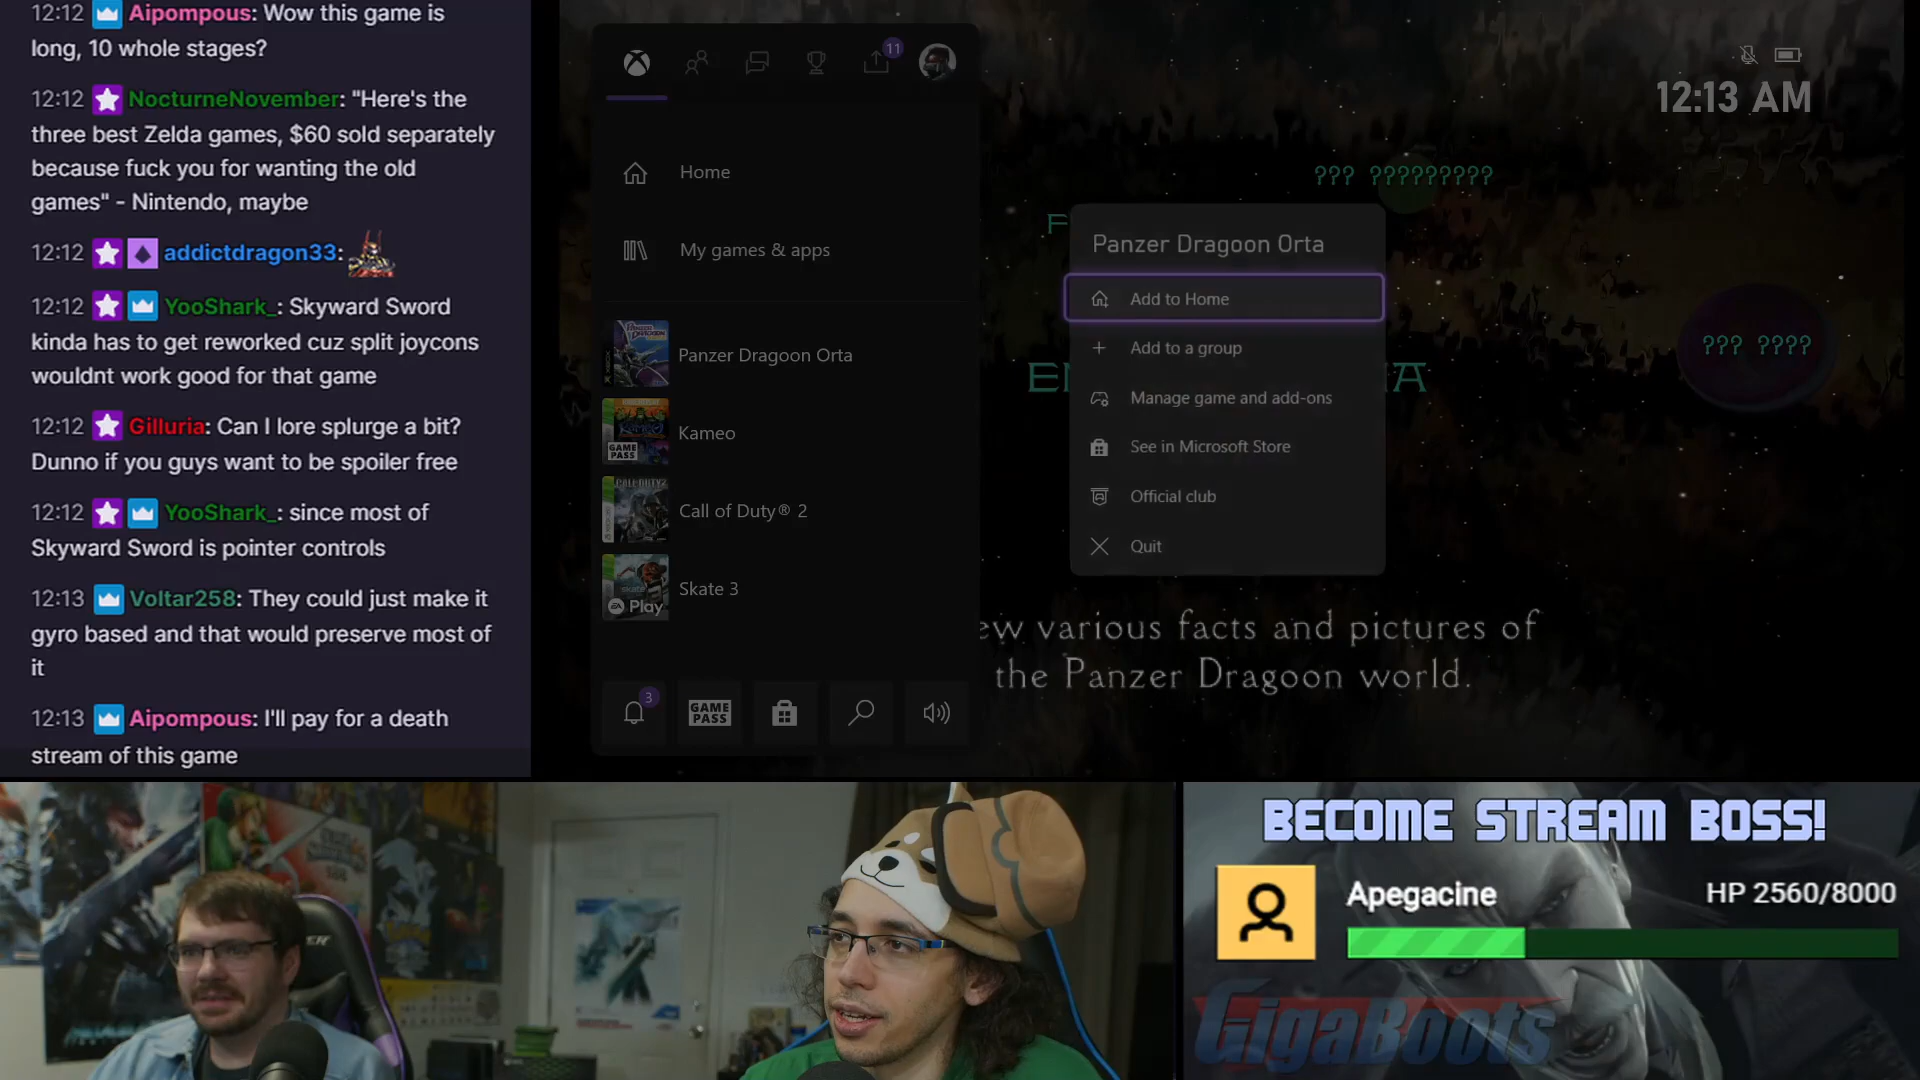 12:12 Aipompous: Wow this game is
long, 10 whole stages?
12:12 NocturneNovember: "Here's the
three best Zelda games, $60 sold separately
because fuck you for wanting the old
games" - Nintendo, maybe
12:12 addictdragon33:
12:12 YooShark_: Skyward Sword
kinda has to get reworked cuz split joycons
wouldnt work good for that game
12:12 Gilluria: Can I lore splurge a bit?
Dunno if you guys want to be spoiler free
12:12 YooShark_: since most of
Skyward Sword is pointer controls
12:13 Voltar258: They could just make it
gyro based and that would preserve most of
it
12:13 Aipompous: I'll pay for a death
stream of this game
11
Home
My games & apps
Panzer Dragoon Orta
Kameo
GAME PASS
Call of Duty® 2
Skate 3
EA Play
3
GAME PASS
12:13 AM
??? ?????????
??? ????
Panzer Dragoon Orta
Add to Home
Add to a group
Manage game and add-ons
See in Microsoft Store
Official club
Quit
ew various facts and pictures of
the Panzer Dragoon world.
BECOME STREAM BOSS!
Apegacine
HP 2560/8000
GigaBoots